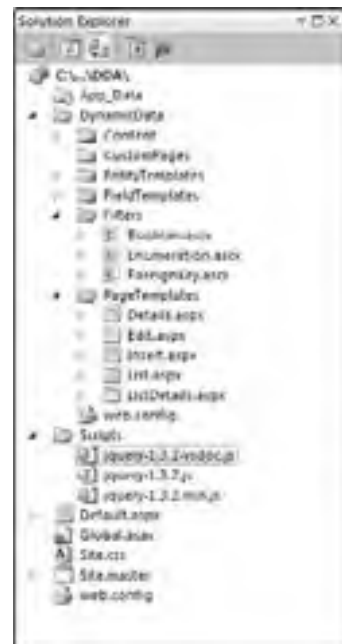 Solution Explorer
C:\...\DDA\
App_Data
DynamicData
Content
CustomPages
EntityTemplates
FieldTemplates
Filters
Boolean.ascx
Enumeration.ascx
ForeignKey.ascx
PageTemplates
Details.aspx
Edit.aspx
Insert.aspx
List.aspx
ListDetails.aspx
web.config
Scripts
jquery-1.3.2-vsdoc.js
jquery-1.3.2.js
jquery-1.3.2.min.js
Default.aspx
Global.asax
Site.css
Site.master
web.config